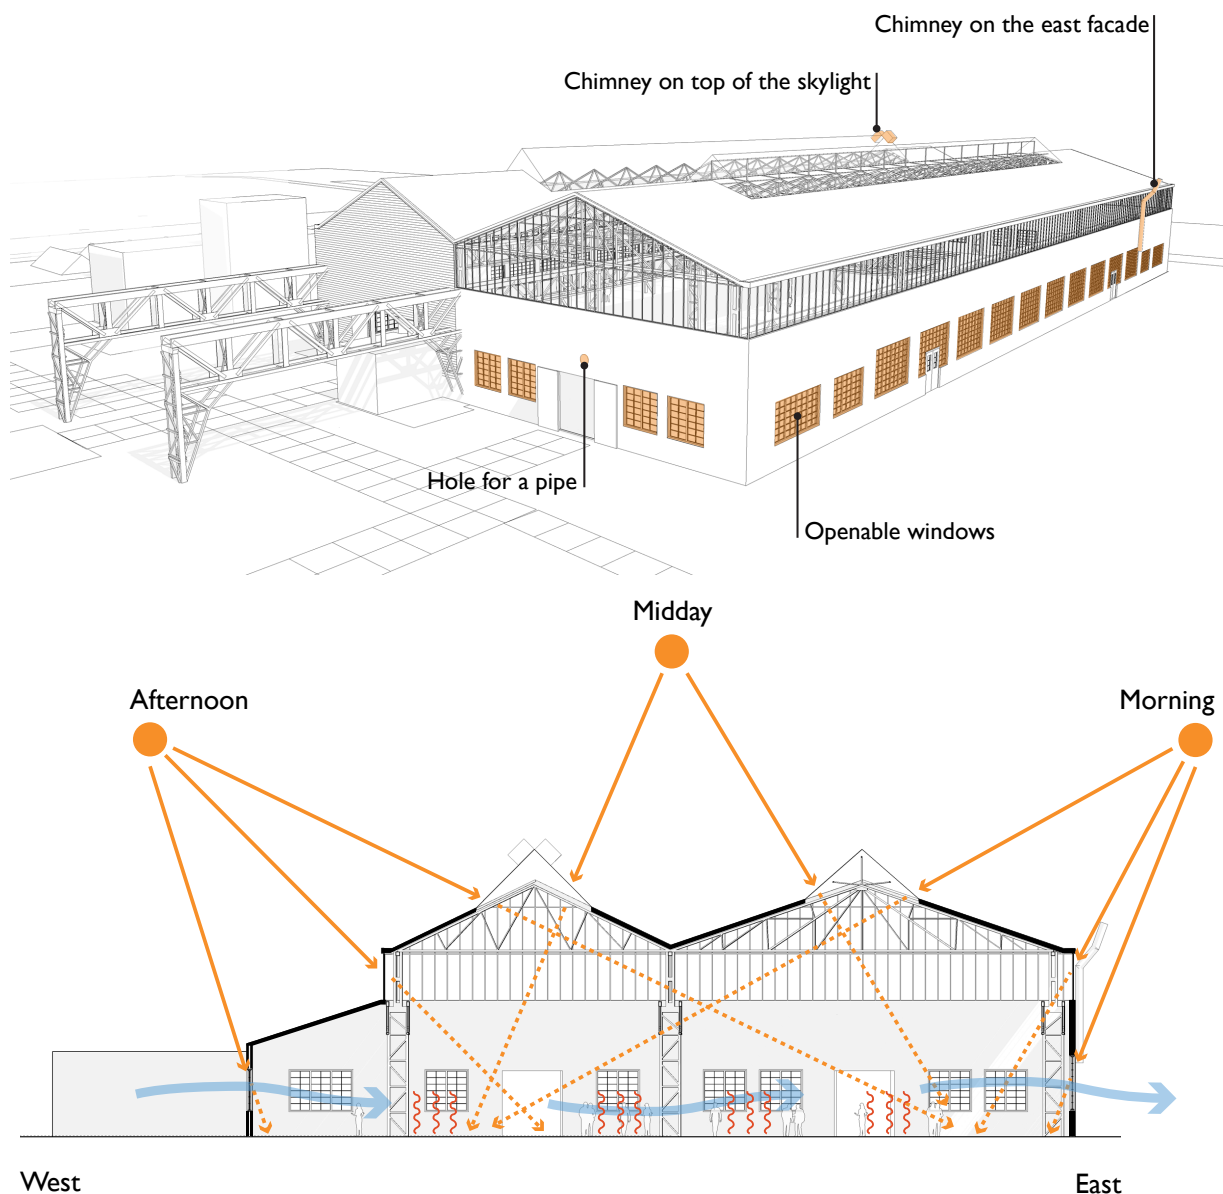 Chimney on the east facade
Chimney on top of the skylight
Hole for a pipe
Openable windows
Midday
Afternoon
Morning
West
East